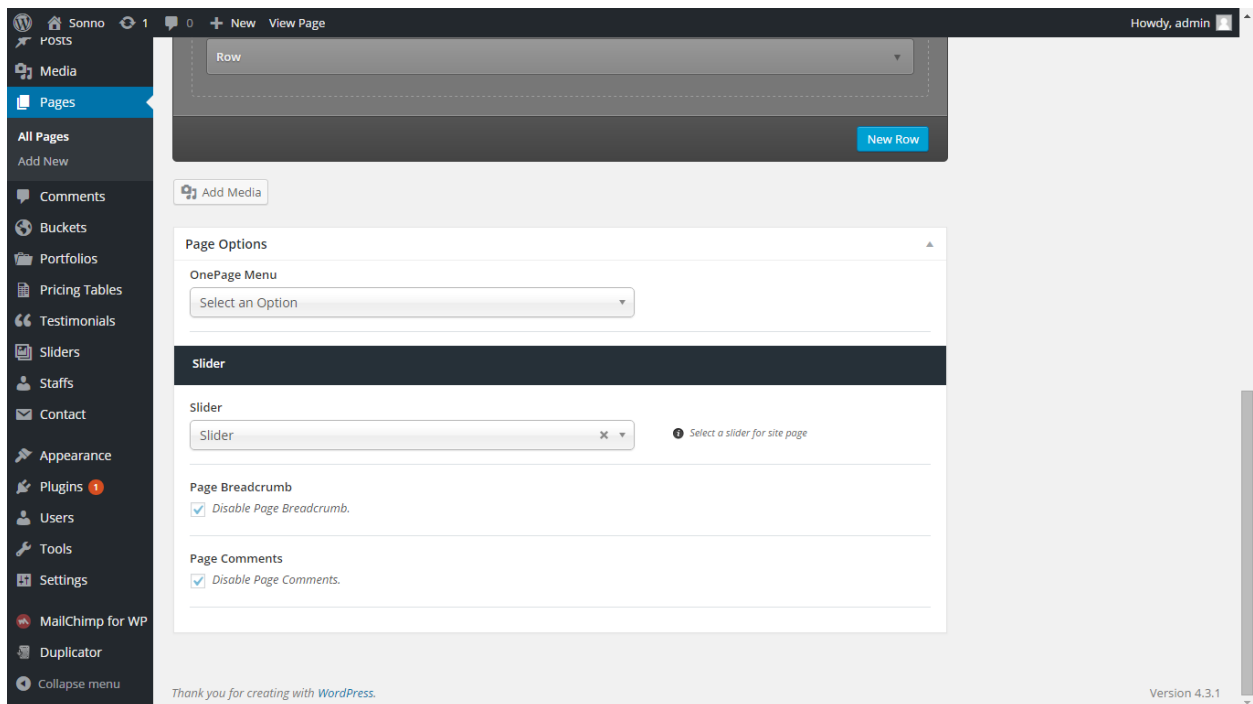 Sonno 1 0 New View Page Howdy, admin
Posts
Media
Pages
All Pages
Add New
Comments
Buckets
Portfolios
Pricing Tables
Testimonials
Sliders
Staffs
Contact
Appearance
Plugins 1
Users
Tools
Settings
MailChimp for WP
Duplicator
Collapse menu
Row
New Row
Add Media
Page Options
OnePage Menu
Select an Option
Slider
Slider
Slider Select a slider for site page
Page Breadcrumb
Disable Page Breadcrumb.
Page Comments
Disable Page Comments.
Thank you for creating with WordPress. Version 4.3.1